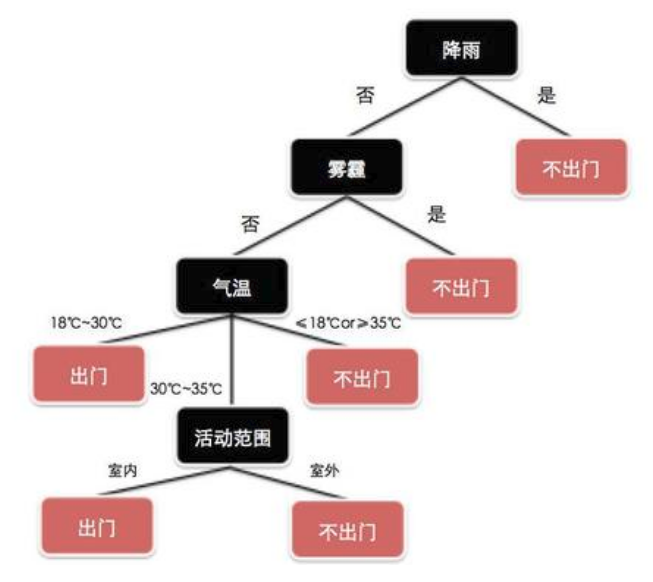 降雨
否
是
雾霾
不出门
否
是
气温
不出门
18℃~30℃
≤18℃or≥35℃
出门
30℃~35℃
不出门
活动范围
室内
室外
出门
不出门